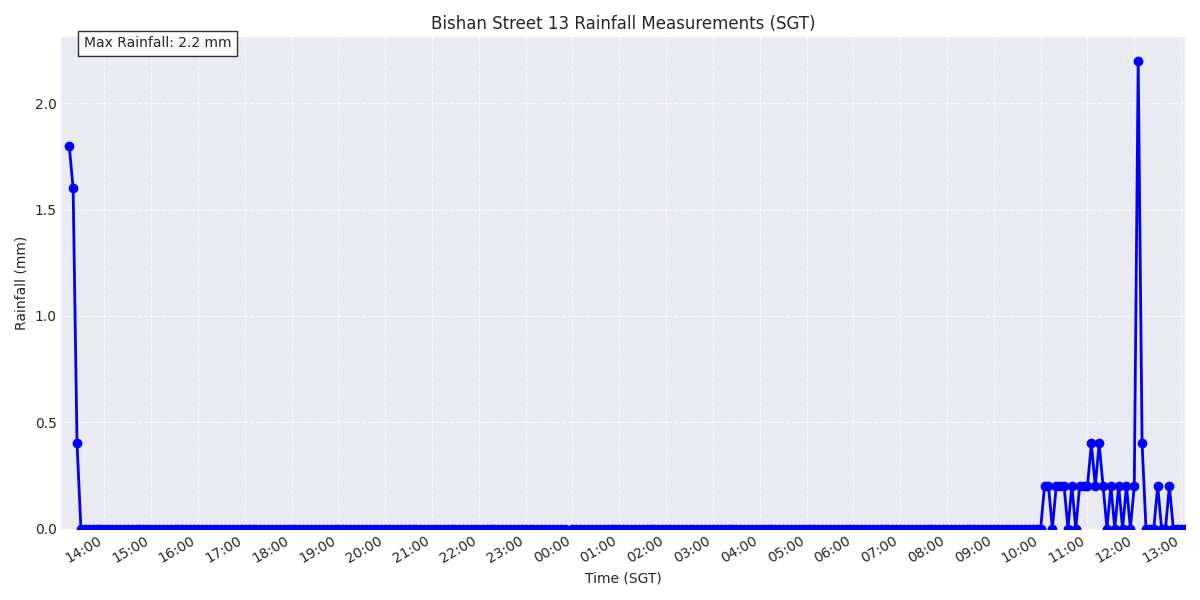 Bishan Street 13 Rainfall Measurements (SGT)
Max Rainfall: 2.2 mm
2.0
1.5
1.0
0.5
0.0
Rainfall (mm)
14:00 15:00 16:00 17:00 18:00 19:00 20:00 21:00 22:00 23:00 00:00 01:00 02:00 03:00 04:00 05:00 06:00 07:00 08:00 09:00 10:00 11:00 12:00 13:00
Time (SGT)